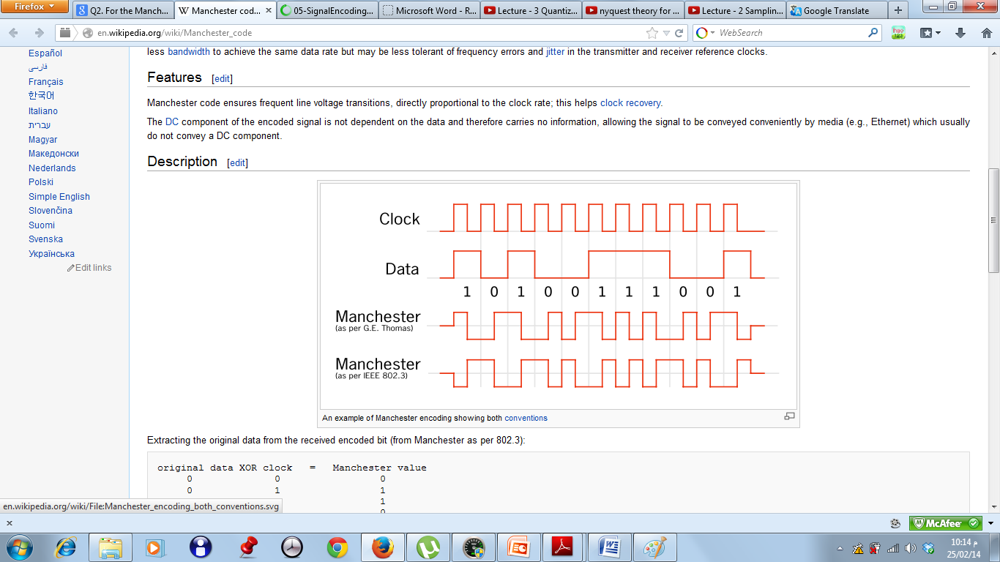 Firefox
Q2. For the Manch...
Manchester cod...
05-SignalEncoding...
Microsoft Word - R...
Lecture - 3 Quantiz...
nyquest theory for ...
Lecture - 2 Samplin...
Google Translate
en.wikipedia.org/wiki/Manchester_code
WebSearch
Español
فارسی
Français
한국어
Italiano
עברית
Magyar
Македонски
Nederlands
Polski
Simple English
Slovenčina
Suomi
Svenska
Українська
Edit links
less bandwidth to achieve the same data rate but may be less tolerant of frequency errors and jitter in the transmitter and receiver reference clocks.
Features [edit]
Manchester code ensures frequent line voltage transitions, directly proportional to the clock rate; this helps clock recovery.
The DC component of the encoded signal is not dependent on the data and therefore carries no information, allowing the signal to be conveyed conveniently by media (e.g., Ethernet) which usually
do not convey a DC component.
Description [edit]
Clock
Data
1 0 1 0 0 1 1 1 0 0 1
Manchester
(as per G.E. Thomas)
Manchester
(as per IEEE 802.3)
An example of Manchester encoding showing both conventions
Extracting the original data from the received encoded bit (from Manchester as per 802.3):
original data XOR clock = Manchester value
0 0 0
0 1 1
1
0
en.wikipedia.org/wiki/File:Manchester_encoding_both_conventions.svg
McAfee
10:14 م
25/02/14